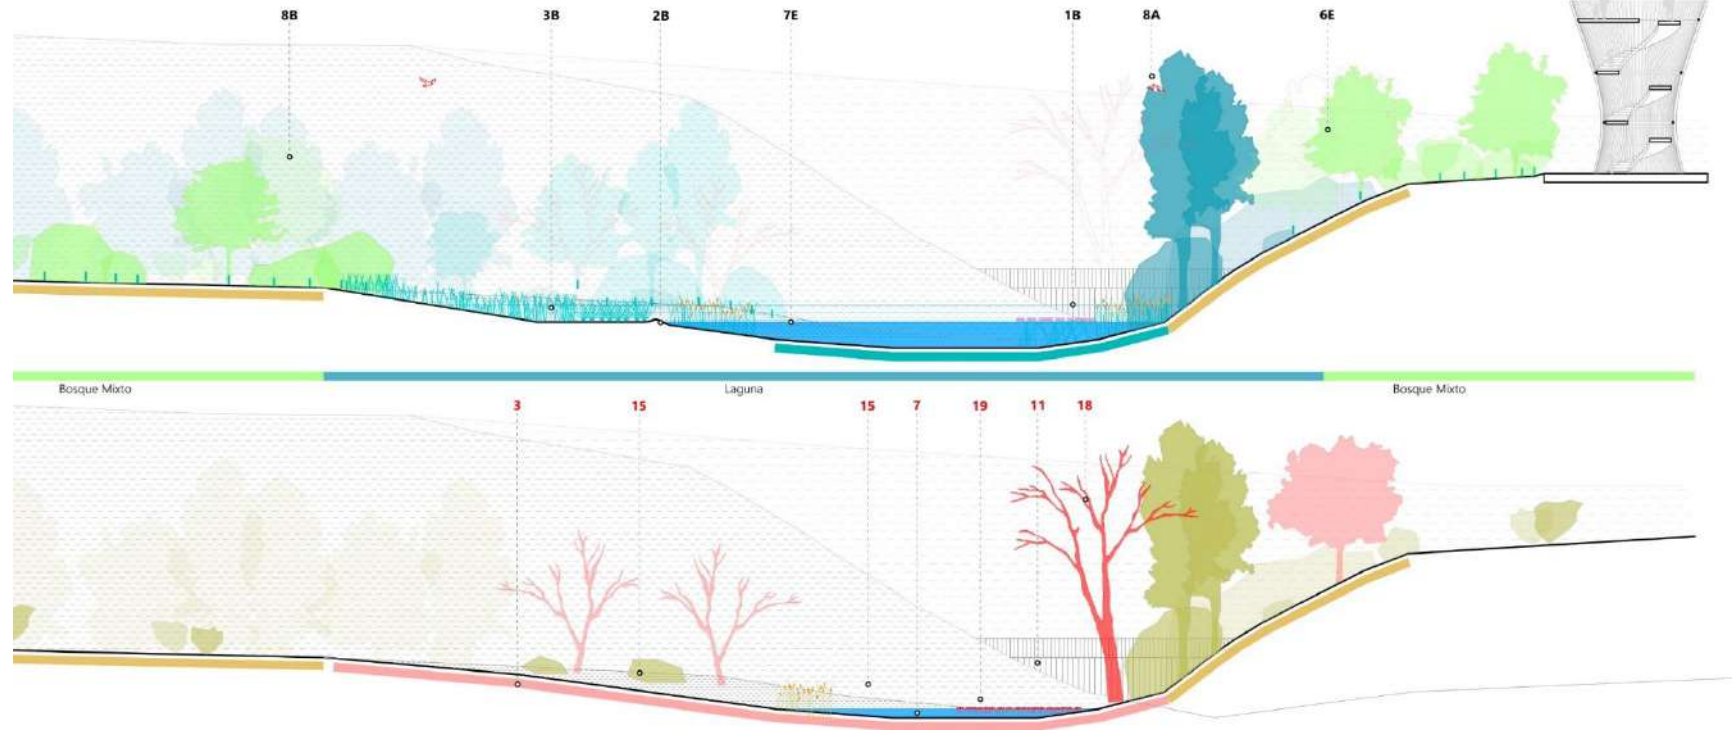 8B 3B 2B 7E 1B 8A 6E
Bosque Mixto Laguna Bosque Mixto
3 15 15 7 19 11 18